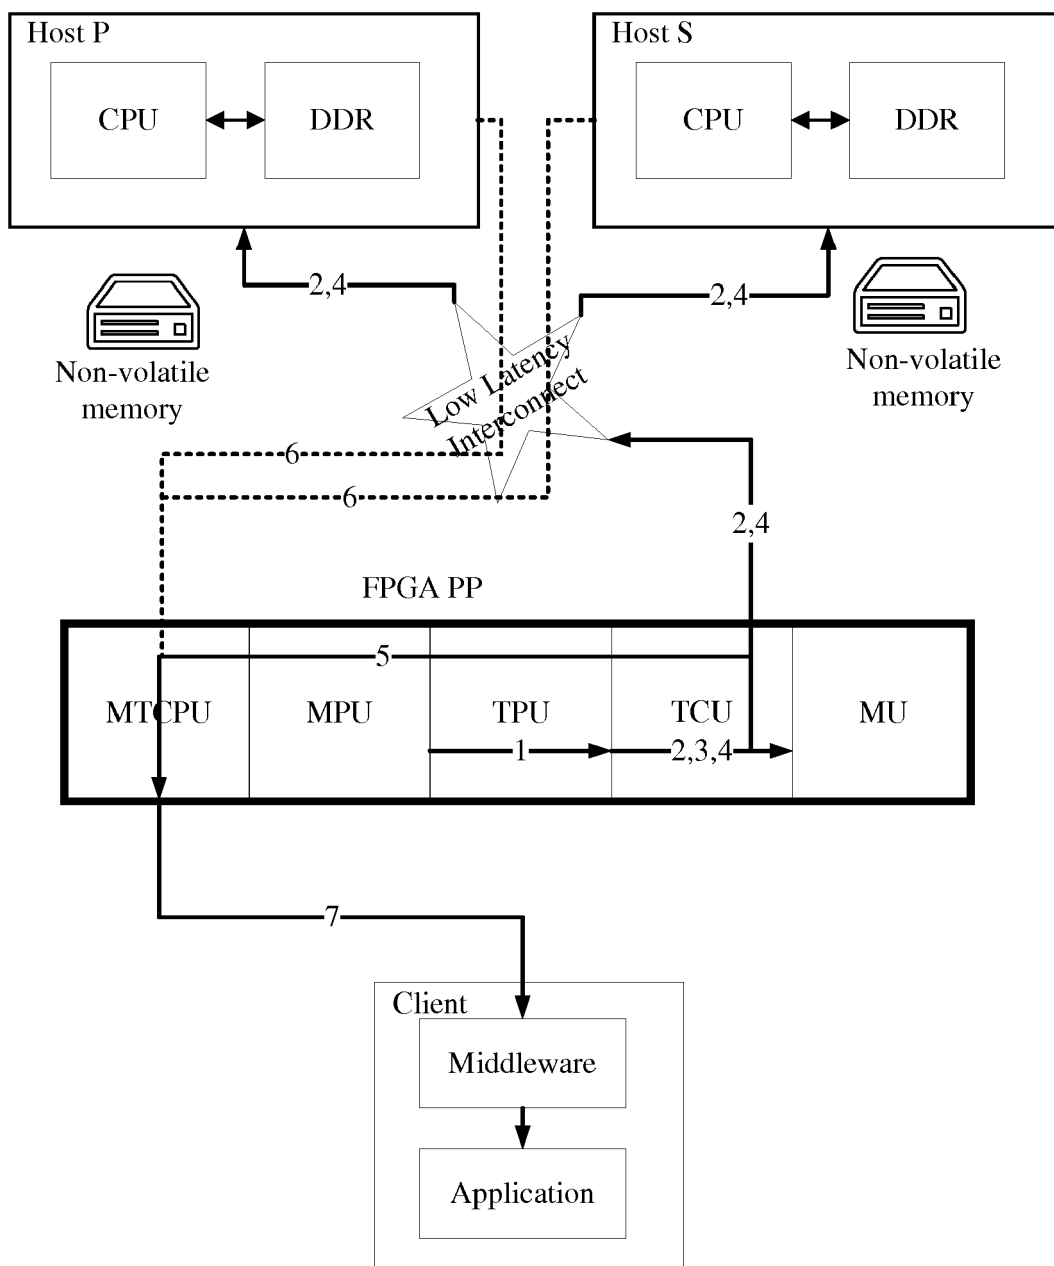 Host P
Host S
CPU
DDR
CPU
DDR
2,4
2,4
Non-volatile
memory
Non-volatile
memory
Low Latency
Interconnect
6
6
2,4
FPGA PP
5
MTCPU
MPU
TPU
TCU
MU
1
2,3,4
7
Client
Middleware
Application